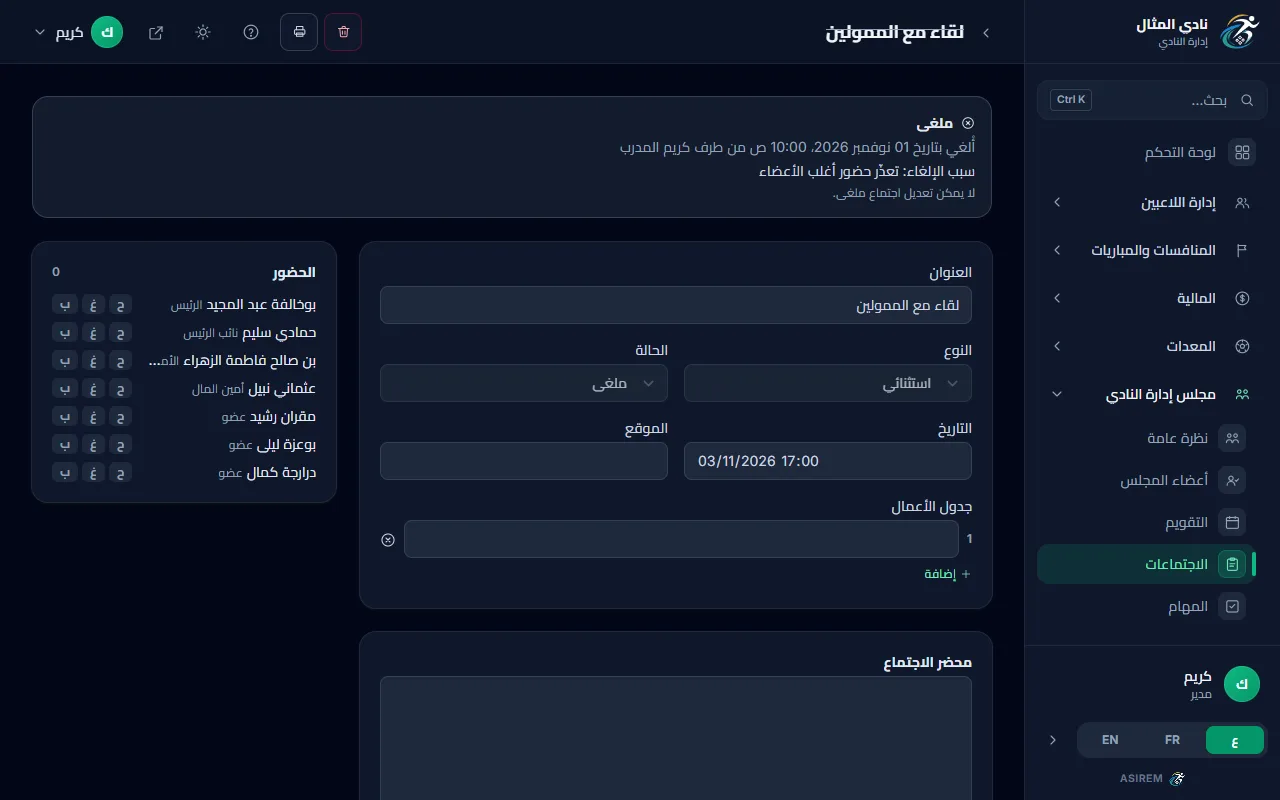 نادي المثال
إدارة النادي
بحث...
Ctrl K
لوحة التحكم
إدارة اللاعبين
المنافسات والمباريات
المالية
المعدات
مجلس إدارة النادي
نظرة عامة
أعضاء المجلس
التقويم
الاجتماعات
المهام
كريم
مدير
ك
ع
FR
EN
ASIREM
لقاء مع الممولين
ك
كريم
ملغى
أُلغي بتاريخ 01 نوفمبر 2026، 10:00 ص من طرف كريم المدرب
سبب الإلغاء: تعذّر حضور أغلب الأعضاء
لا يمكن تعديل اجتماع ملغى.
العنوان
لقاء مع الممولين
النوع
الحالة
استثنائي
ملغى
التاريخ
الموقع
03/11/2026 17:00
جدول الأعمال
1
+ إضافة
محضر الاجتماع
الحضور
0
بوخالفة عبد المجيد الرئيس ح غ ب
حمادي سليم نائب الرئيس ح غ ب
بن صالح فاطمة الزهراء الأم... ح غ ب
عثماني نبيل أمين المال ح غ ب
مقران رشيد عضو ح غ ب
بوعزة ليلى عضو ح غ ب
درارجة كمال عضو ح غ ب